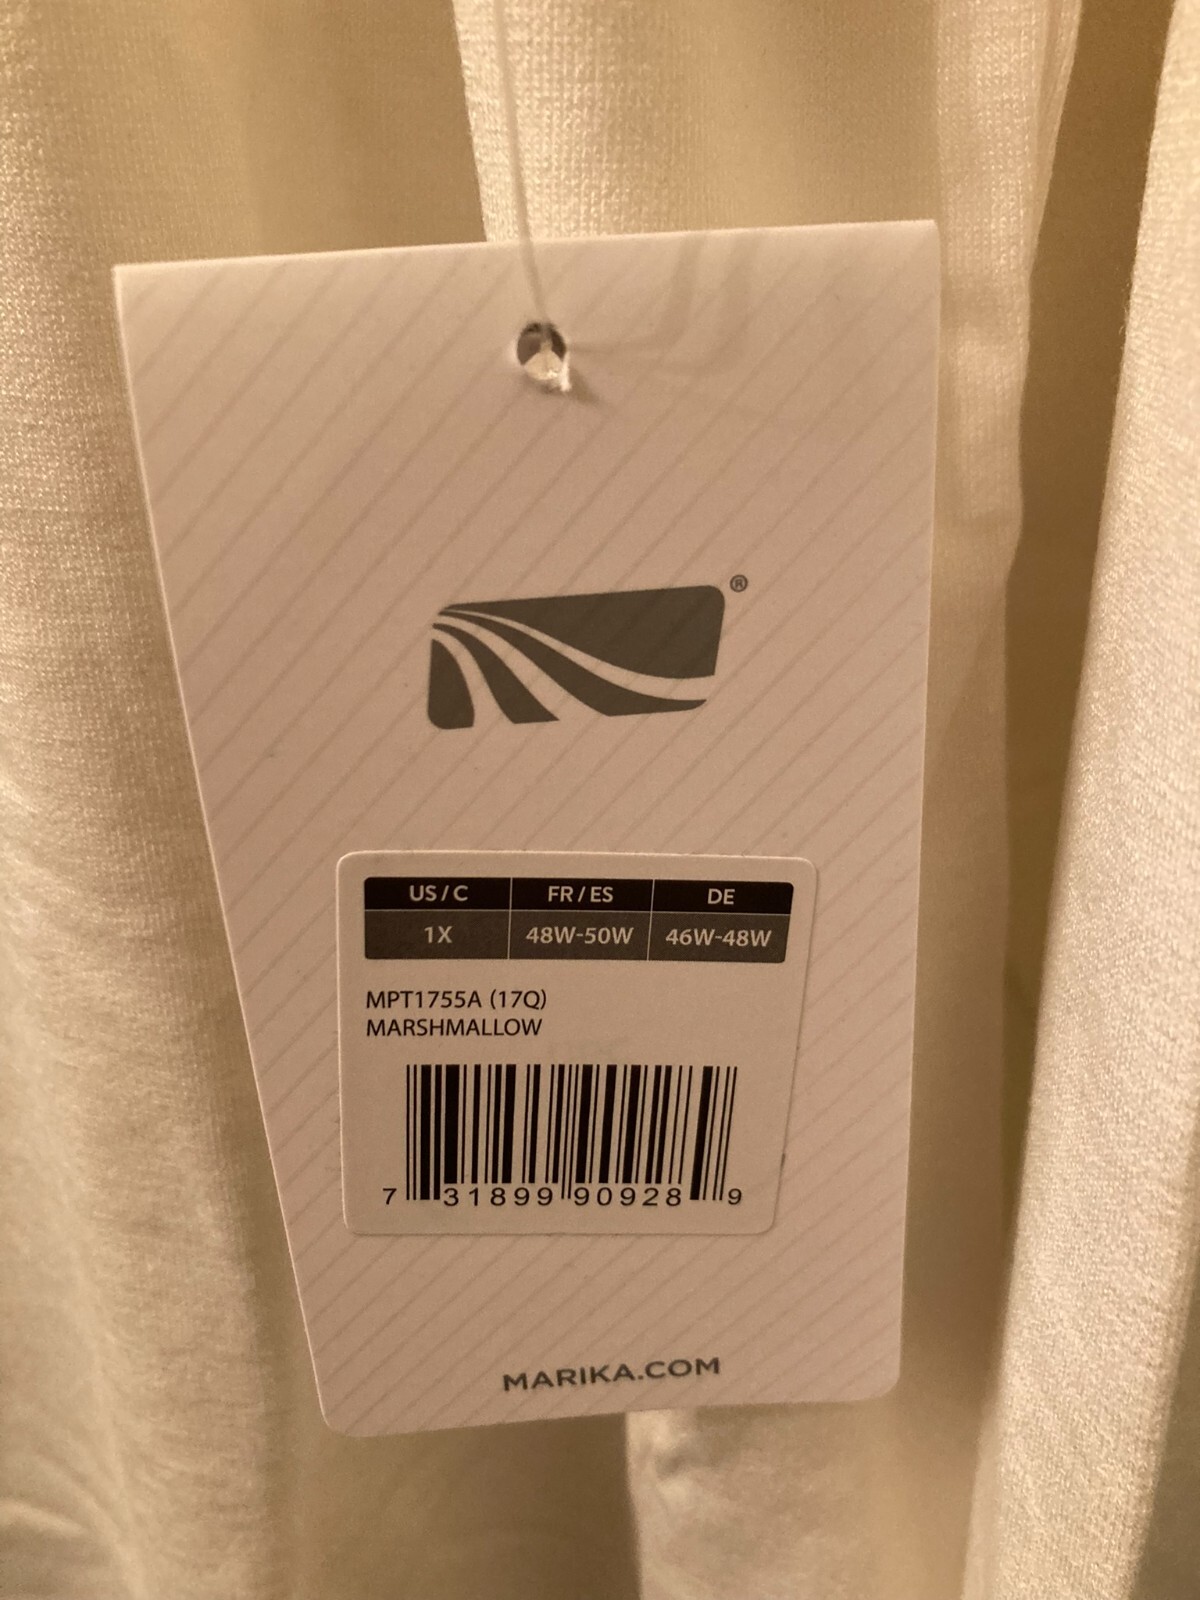 ®
US / C FR / ES DE
1X 48W-50W 46W-48W
MPT1755A (17Q)
MARSHMALLOW
7 31899 90928 9
MARIKA.COM